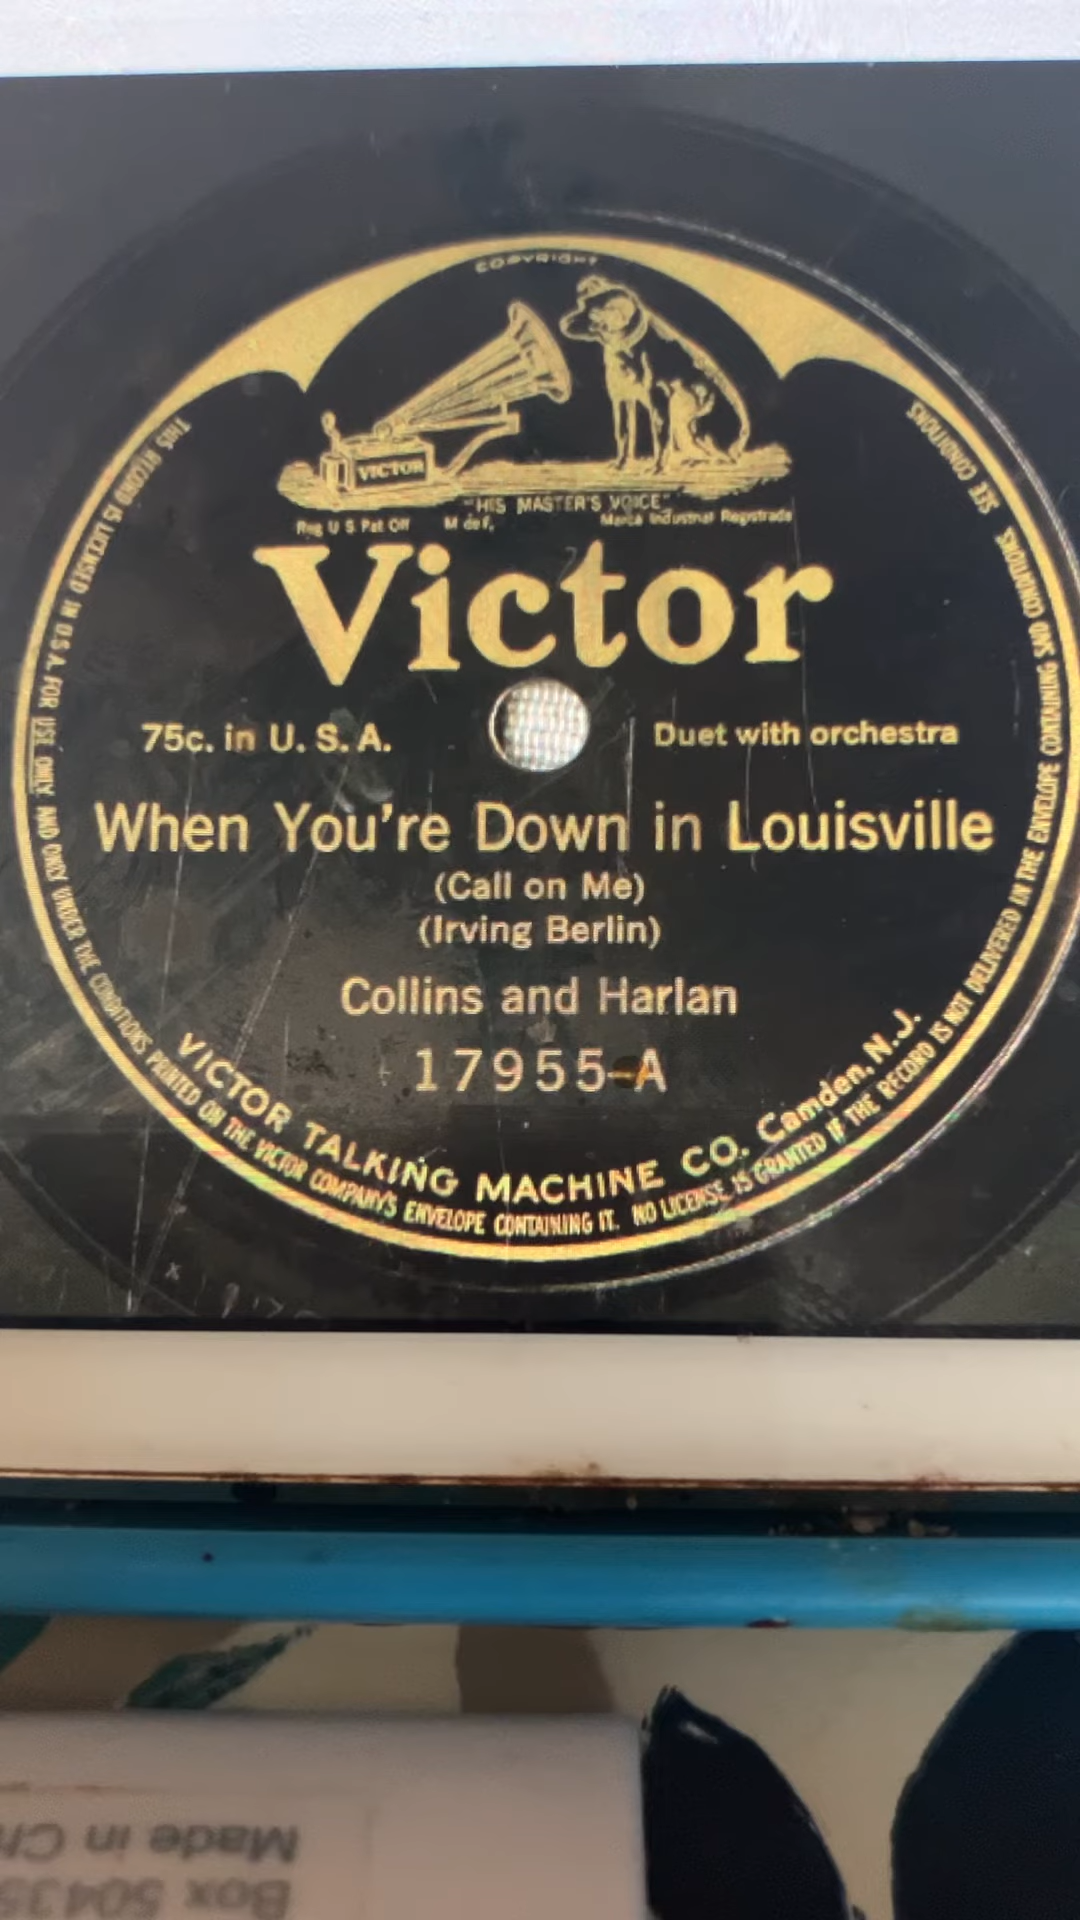 COPYRIGHT
VICTOR
"HIS MASTER'S VOICE"
Reg U S Pat Off M de F, Marca Industrial Registrada
Victor
75c. in U. S. A.
Duet with orchestra
When You're Down in Louisville
(Call on Me)
(Irving Berlin)
Collins and Harlan
17955-A
VICTOR TALKING MACHINE CO. Camden, N.J.
THIS RECORD IS LICENSED IN U.S.A. FOR USE ONLY, AND ONLY UNDER THE CONDITIONS PRINTED ON THE VICTOR COMPANY'S ENVELOPE CONTAINING IT. NO LICENSE IS GRANTED IF THE RECORD IS NOT DELIVERED IN THE ENVELOPE CONTAINING SAID CONDITIONS. SEE CONDITIONS
Box 50435
Made in Ch